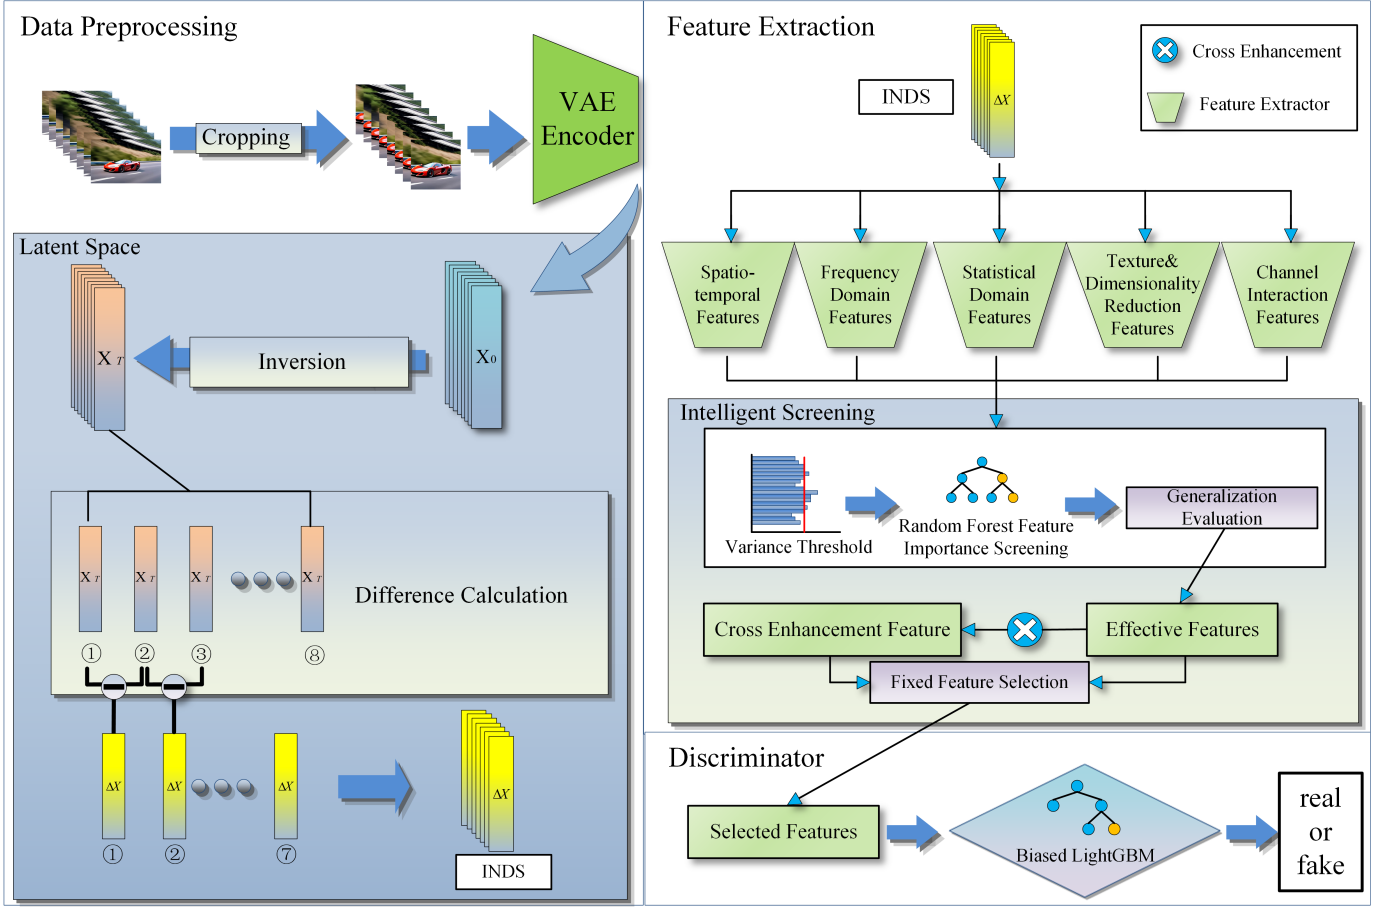 Data Preprocessing
Cropping
VAE
Encoder
Latent Space
X T
Inversion
X0
X T
X T
X T
X T
Difference Calculation
①
②
③
⑧
ΔX
ΔX
ΔX
①
②
⑦
ΔX
INDS
Feature Extraction
INDS
ΔX
Cross Enhancement
Feature Extractor
Spatio-
temporal
Features
Frequency
Domain
Features
Statistical
Domain
Features
Texture&
Dimensionality
Reduction
Features
Channel
Interaction
Features
Intelligent Screening
Variance Threshold
Random Forest Feature
Importance Screening
Generalization
Evaluation
Cross Enhancement Feature
Effective Features
Fixed Feature Selection
Discriminator
Selected Features
Biased LightGBM
real
or
fake